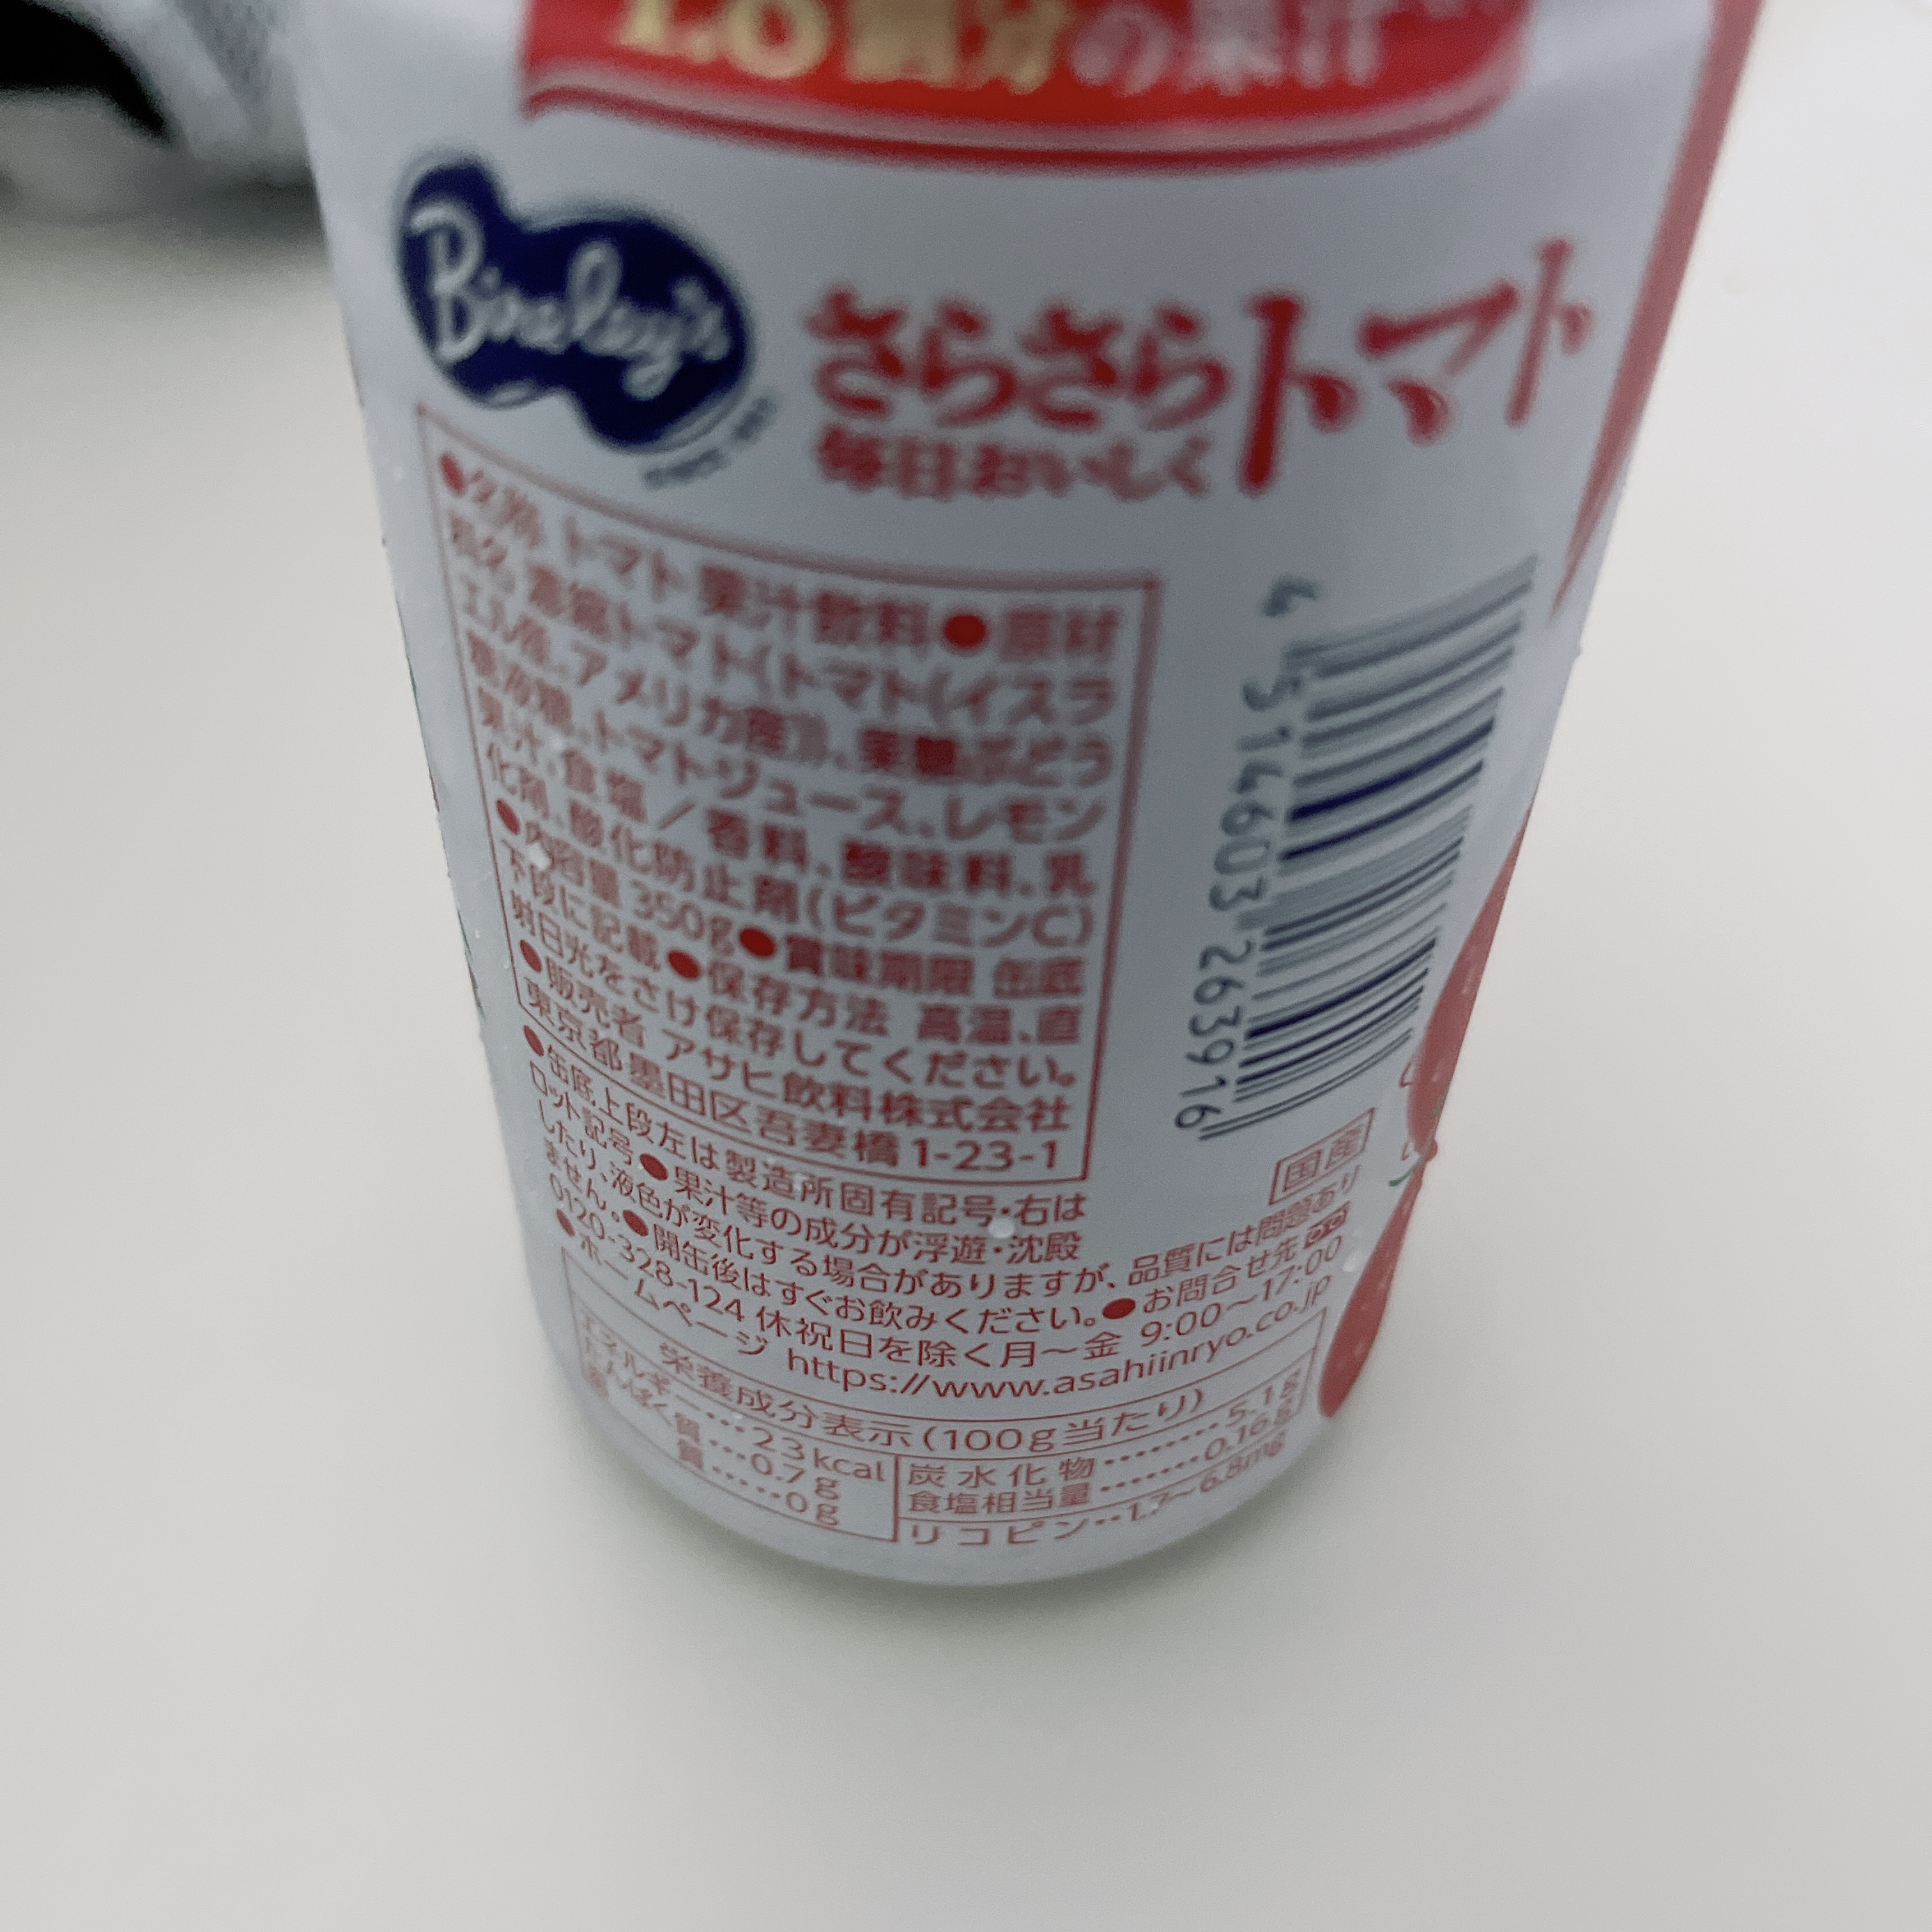 1.8個分の果汁
Bireley's
さらさらトマト
毎日おいしく
●名称 トマト果汁飲料●原材
料名 濃縮トマト(トマト(イスラ
エル産、アメリカ産))、果糖ぶどう
糖液糖、トマトジュース、レモン
果汁、食塩/香料、酸味料、乳
化剤、酸化防止剤(ビタミンC)
●内容量 350g●賞味期限 缶底
下段に記載●保存方法 高温、直
射日光をさけ保存してください。
●販売者 アサヒ飲料株式会社
東京都墨田区吾妻橋1-23-1
4 514603 263916
国産
●缶底上段左は製造所固有記号・右は
ロット記号●果汁等の成分が浮遊・沈殿
したり、液色が変化する場合がありますが、品質には問題あり
ません。●開缶後はすぐお飲みください。●お問合せ先
0120-328-124 休祝日を除く月〜金 9:00〜17:00
●ホームページ https://www.asahiinryo.co.jp
栄養成分表示(100g当たり)
エネルギー…23kcal
たんぱく質…0.7g
脂 質……0g
炭水化物………5.1g
食塩相当量……0.16g
リコピン‥1.7〜6.8mg